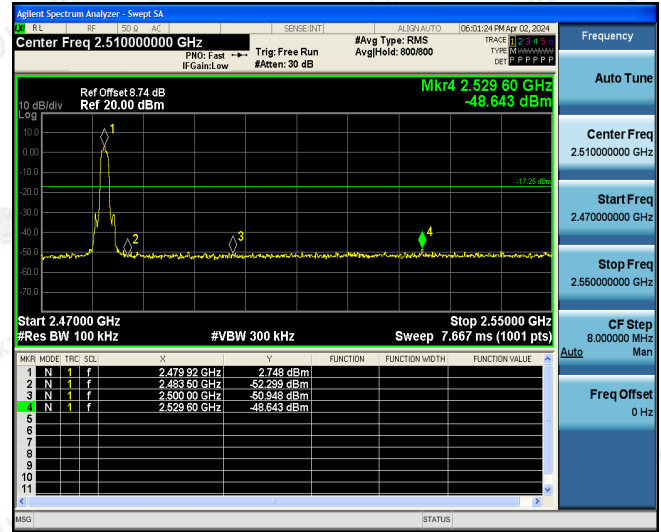 Agilent Spectrum Analyzer - Swept SA
LXI RL RF 50 Ω AC SENSE:INT ALIGN AUTO 06:01:24 PM Apr 02, 2024
Center Freq 2.510000000 GHz
PNO: Fast
IFGain:Low
Trig: Free Run
#Atten: 30 dB
#Avg Type: RMS
Avg|Hold: 800/800
TRACE 1 2 3 4 5 6
TYPE M
DET P P P P P P
Ref Offset 8.74 dB
10 dB/div Ref 20.00 dBm
Log
Mkr4 2.529 60 GHz
-48.643 dBm
10.0
0.00
-10.0
-20.0
-30.0
-40.0
-50.0
-60.0
-70.0
1
2
3
4
-17.25 dBm
Start 2.47000 GHz Stop 2.55000 GHz
#Res BW 100 kHz #VBW 300 kHz Sweep 7.667 ms (1001 pts)
MKR MODE TRC SCL X Y FUNCTION FUNCTION WIDTH FUNCTION VALUE
1 N 1 f 2.479 92 GHz 2.748 dBm
2 N 1 f 2.483 50 GHz -52.299 dBm
3 N 1 f 2.500 00 GHz -50.948 dBm
4 N 1 f 2.529 60 GHz -48.643 dBm
5
6
7
8
9
10
11
MSG STATUS
Frequency
Auto Tune
Center Freq
2.510000000 GHz
Start Freq
2.470000000 GHz
Stop Freq
2.550000000 GHz
CF Step
8.000000 MHz
Auto Man
Freq Offset
0 Hz